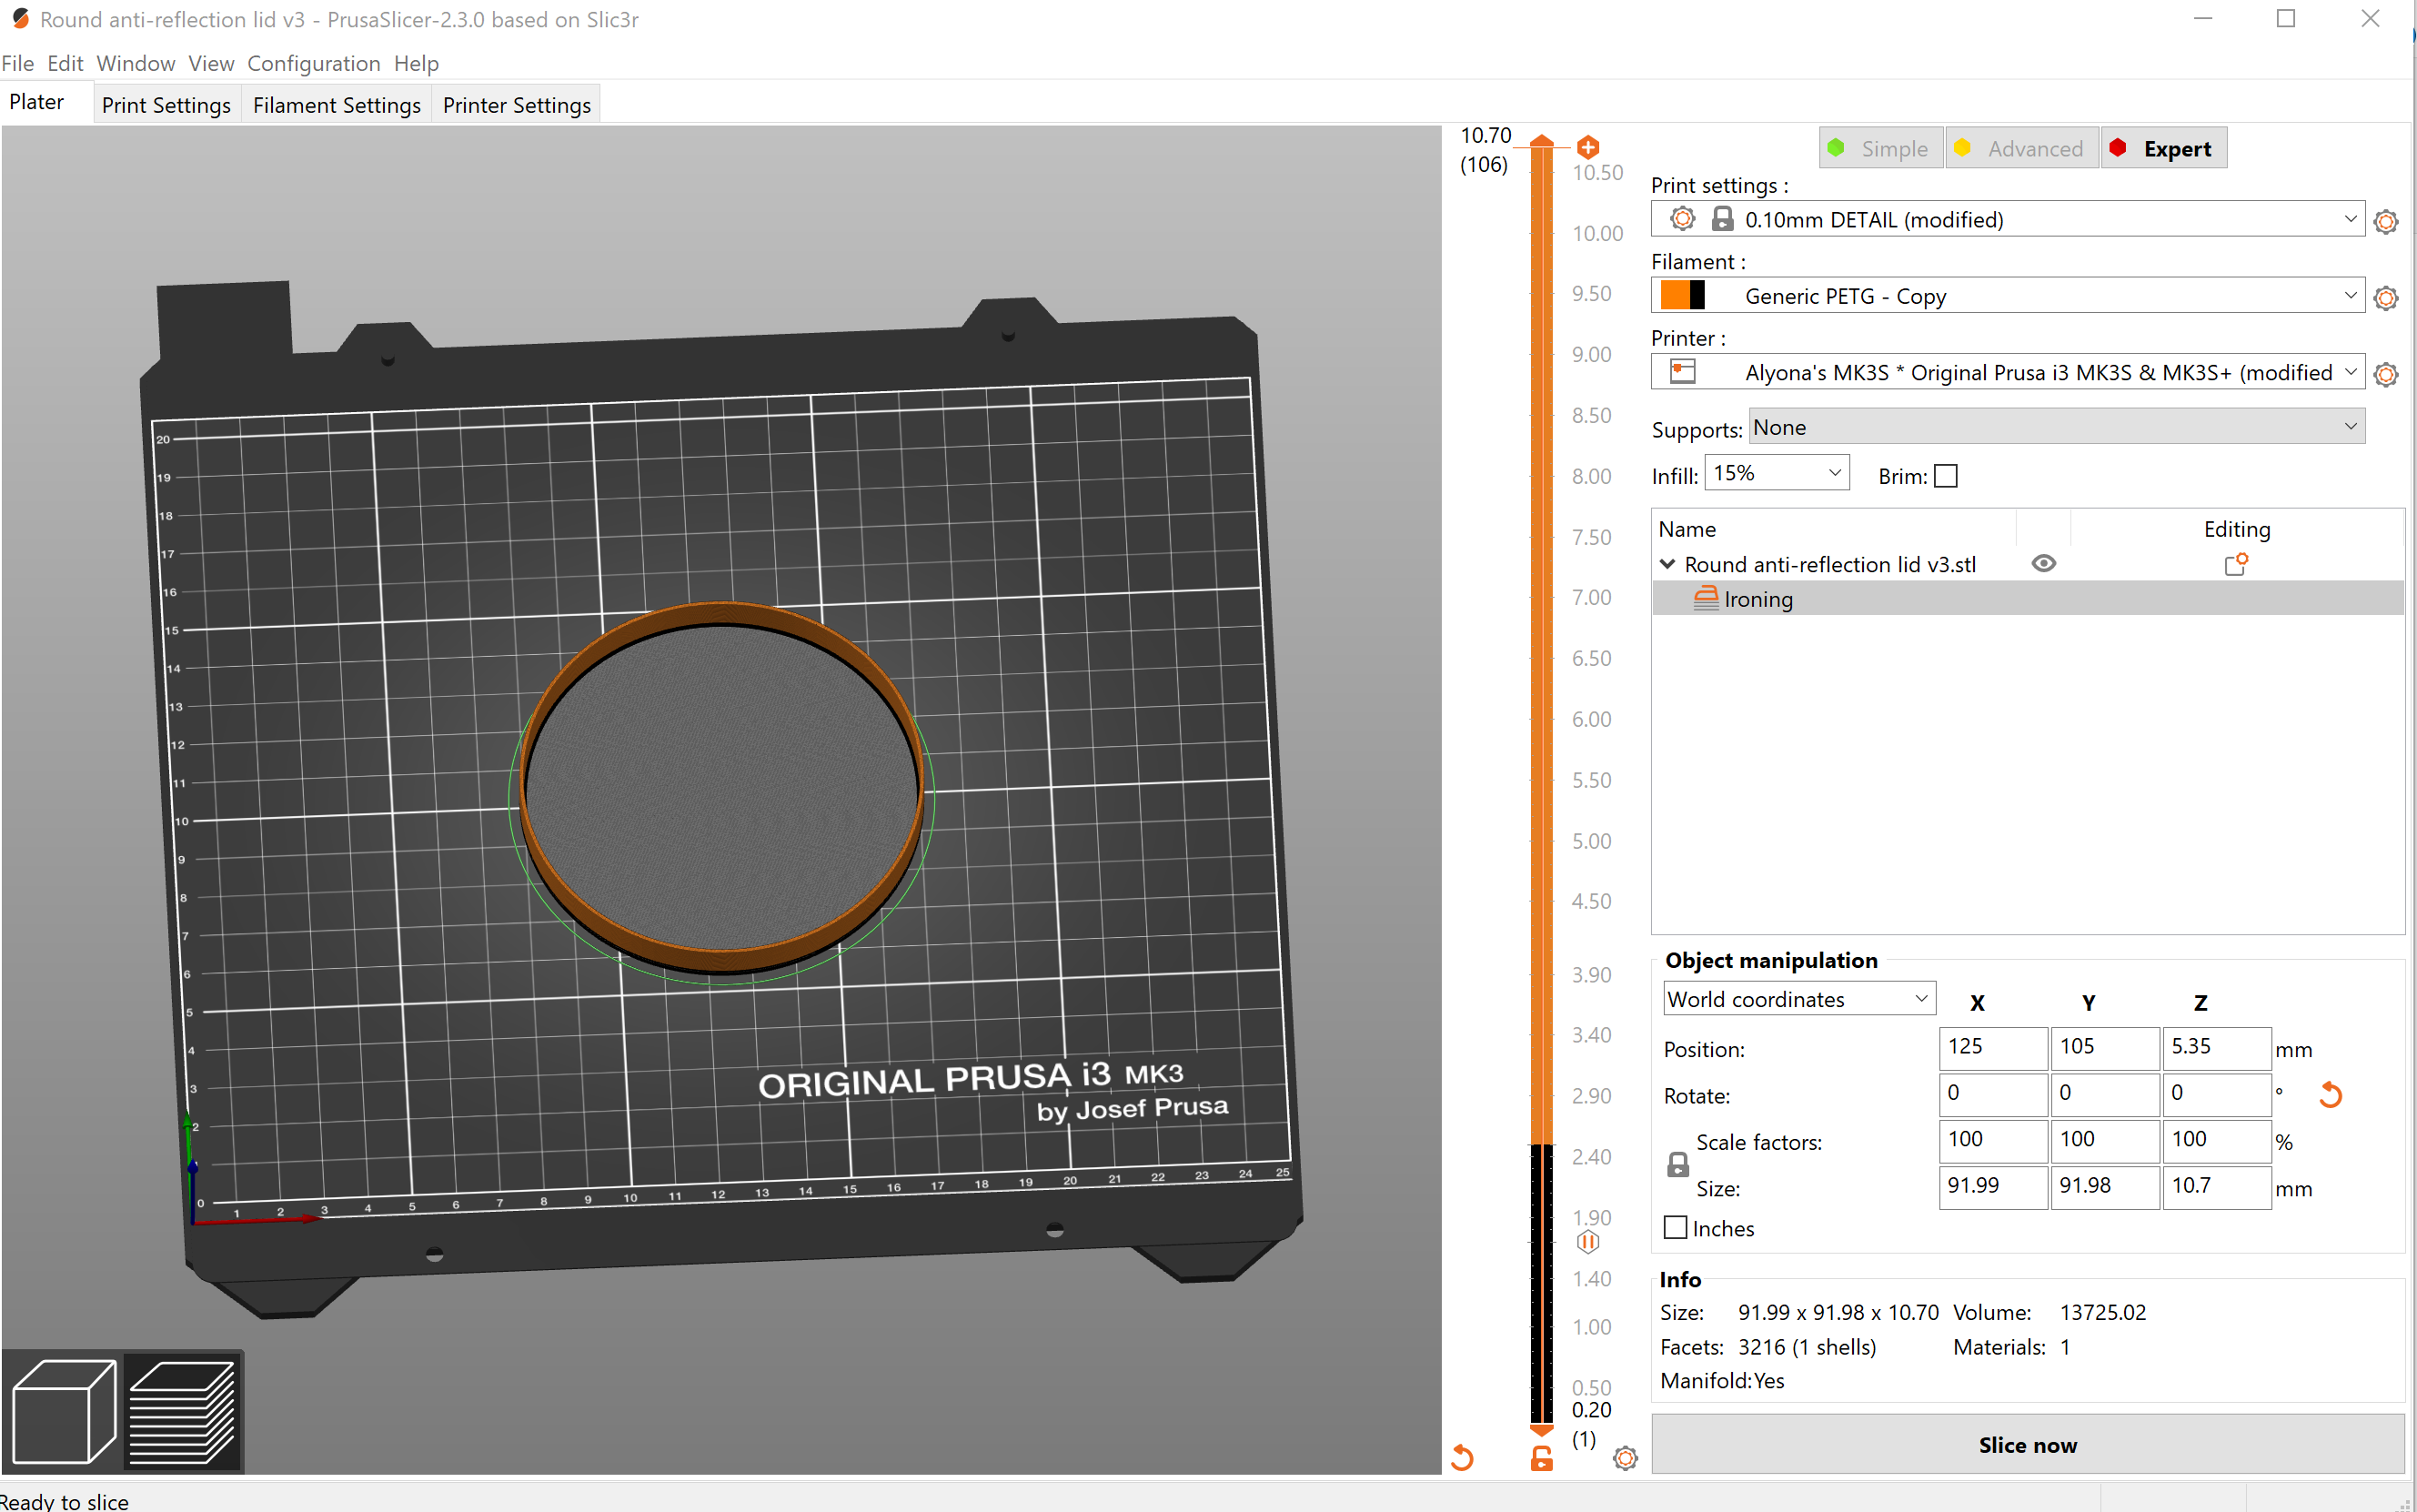 Round anti-reflection lid v3 - PrusaSlicer-2.3.0 based on Slic3r
File Edit Window View Configuration Help
Plater Print Settings Filament Settings Printer Settings
10.70
(106)
10.50
10.00
9.50
9.00
8.50
8.00
7.50
7.00
6.50
6.00
5.50
5.00
4.50
3.90
3.40
2.90
2.40
1.90
1.40
1.00
0.50
0.20
(1)
20
19
18
17
16
15
14
13
12
11
10
9
8
7
6
5
4
3
2
0
1 2 3 4 5 6 7 8 9 10 11 12 13 14 15 16 17 18 19 20 21 22 23 24 25
ORIGINAL PRUSA i3 MK3
by Josef Prusa
Simple Advanced Expert
Print settings :
0.10mm DETAIL (modified)
Filament :
Generic PETG - Copy
Printer :
Alyona's MK3S * Original Prusa i3 MK3S & MK3S+ (modified
Supports: None
Infill: 15% Brim:
Name Editing
Round anti-reflection lid v3.stl
Ironing
Object manipulation
World coordinates X Y Z
Position: 125 105 5.35 mm
Rotate: 0 0 0 °
Scale factors: 100 100 100 %
Size: 91.99 91.98 10.7 mm
Inches
Info
Size: 91.99 x 91.98 x 10.70 Volume: 13725.02
Facets: 3216 (1 shells) Materials: 1
Manifold:Yes
Slice now
Ready to slice